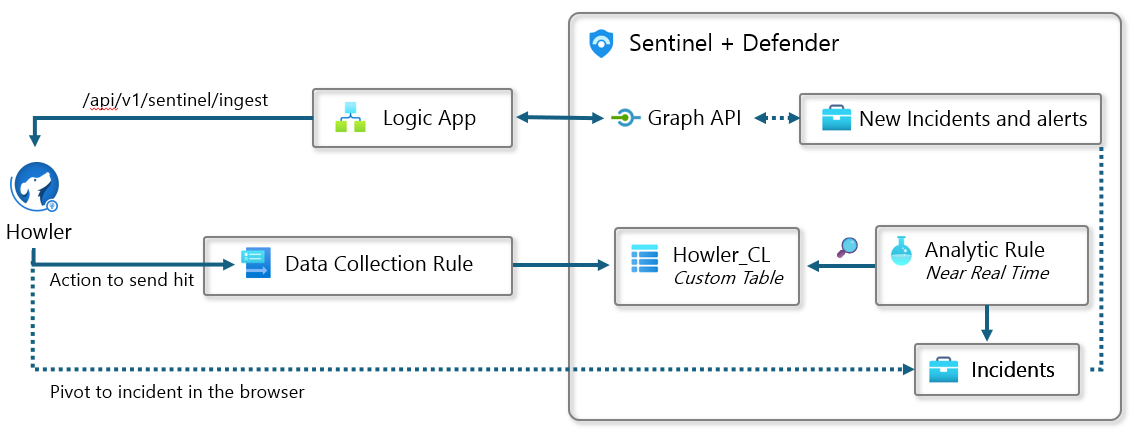 Sentinel + Defender
/api/v1/sentinel/ingest
Logic App
Graph API
New Incidents and alerts
Howler
Action to send hit
Data Collection Rule
Howler_CL
Custom Table
Analytic Rule
Near Real Time
Incidents
Pivot to incident in the browser